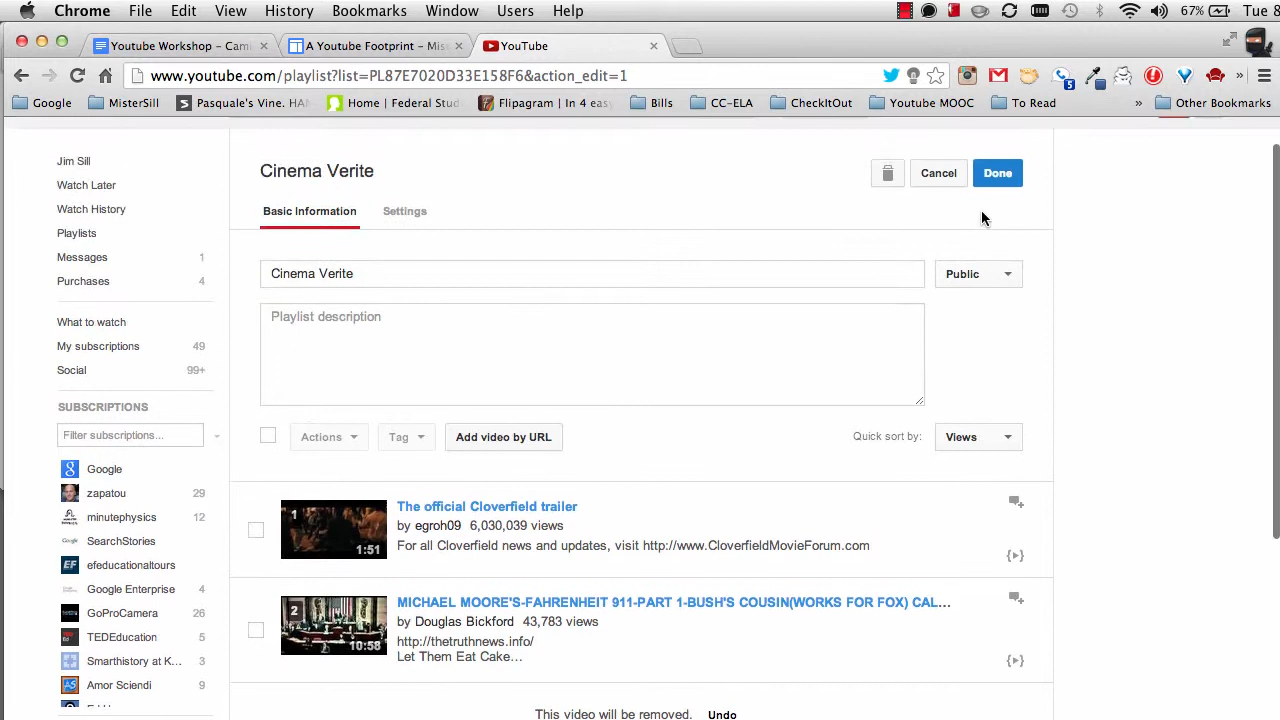 Chrome File Edit View History Bookmarks Window Users Help 67% Tue 8
Youtube Workshop - Cam
A Youtube Footprint - Mis
YouTube
www.youtube.com/playlist?list=PL87E7020D33E158F6&action_edit=1
5
Google MisterSill Pasquale's Vine. HAN Home | Federal Stud Flipagram | In 4 easy Bills CC-ELA CheckItOut Youtube MOOC To Read » Other Bookmarks
Jim Sill
Watch Later
Watch History
Playlists
Messages 1
Purchases 4
What to watch
My subscriptions 49
Social 99+
SUBSCRIPTIONS
Filter subscriptions...
Google
zapatou 29
minutephysics 12
SearchStories
efeducationaltours
Google Enterprise 4
GoProCamera 26
TEDEducation 5
Smarthistory at K... 3
Amor Sciendi 9
Cinema Verite
Cancel
Done
Basic Information
Settings
Cinema Verite
Public
Playlist description
Actions
Tag
Add video by URL
Quick sort by:
Views
1
1:51
The official Cloverfield trailer
by egroh09 6,030,039 views
For all Cloverfield news and updates, visit http://www.CloverfieldMovieForum.com
2
10:58
MICHAEL MOORE'S-FAHRENHEIT 911-PART 1-BUSH'S COUSIN(WORKS FOR FOX) CAL...
by Douglas Bickford 43,783 views
http://thetruthnews.info/
Let Them Eat Cake...
This video will be removed. Undo